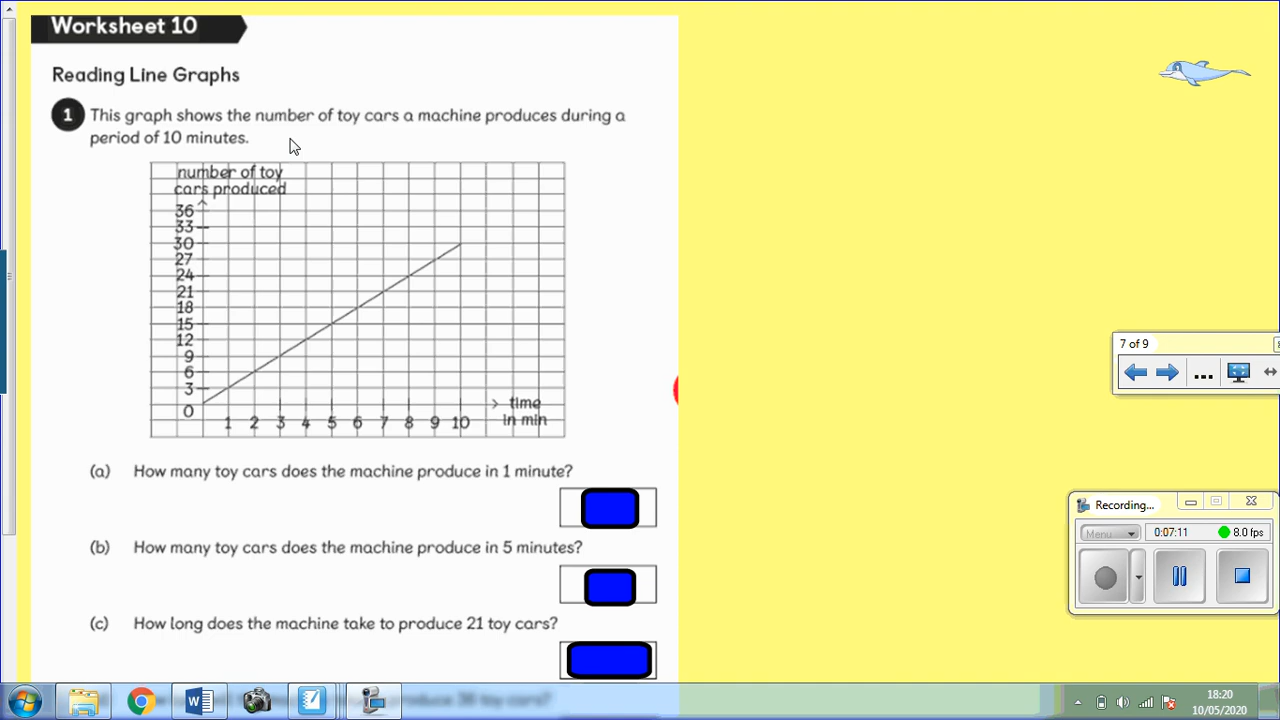 Worksheet 10
Reading Line Graphs
1 This graph shows the number of toy cars a machine produces during a
period of 10 minutes.
number of toy
cars produced
36
33
30
27
24
21
18
15
12
9
6
3
0
1 2 3 4 5 6 7 8 9 10
time
in min
(a) How many toy cars does the machine produce in 1 minute?
(b) How many toy cars does the machine produce in 5 minutes?
(c) How long does the machine take to produce 21 toy cars?
7 of 9
...
Recording...
Menu
0:07:11
8.0 fps
18:20
10/05/2020